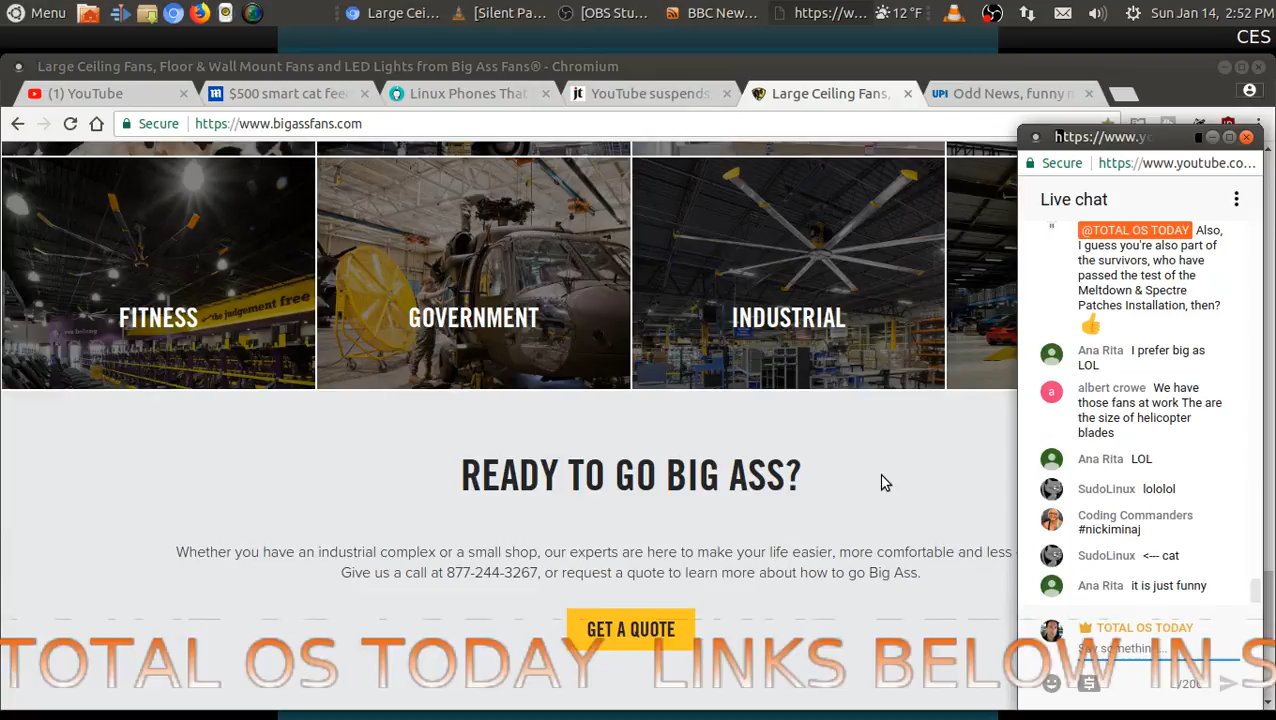 Menu
Large Cei...
[Silent Pa...
[OBS Stu...
BBC New...
https://w...
12 °F
Sun Jan 14, 2:52 PM
CES
Large Ceiling Fans, Floor & Wall Mount Fans and LED Lights from Big Ass Fans® - Chromium
(1) YouTube
$500 smart cat fee
Linux Phones That
YouTube suspends
Large Ceiling Fans,
UPI Odd News, funny n
Secure https://www.bigassfans.com
FITNESS
GOVERNMENT
INDUSTRIAL
the judgement free
READY TO GO BIG ASS?
Whether you have an industrial complex or a small shop, our experts are here to make your life easier, more comfortable and less
Give us a call at 877-244-3267, or request a quote to learn more about how to go Big Ass.
GET A QUOTE
https://www.yo
Secure https://www.youtube.co...
Live chat
@TOTAL OS TODAY Also,
I guess you're also part of
the survivors, who have
passed the test of the
Meltdown & Spectre
Patches Installation, then?
Ana Rita I prefer big as
LOL
albert crowe We have
those fans at work The are
the size of helicopter
blades
Ana Rita LOL
SudoLinux lololol
Coding Commanders
#nickiminaj
SudoLinux <--- cat
Ana Rita it is just funny
TOTAL OS TODAY
Say something...
/200
TOTAL OS TODAY LINKS BELOW IN S